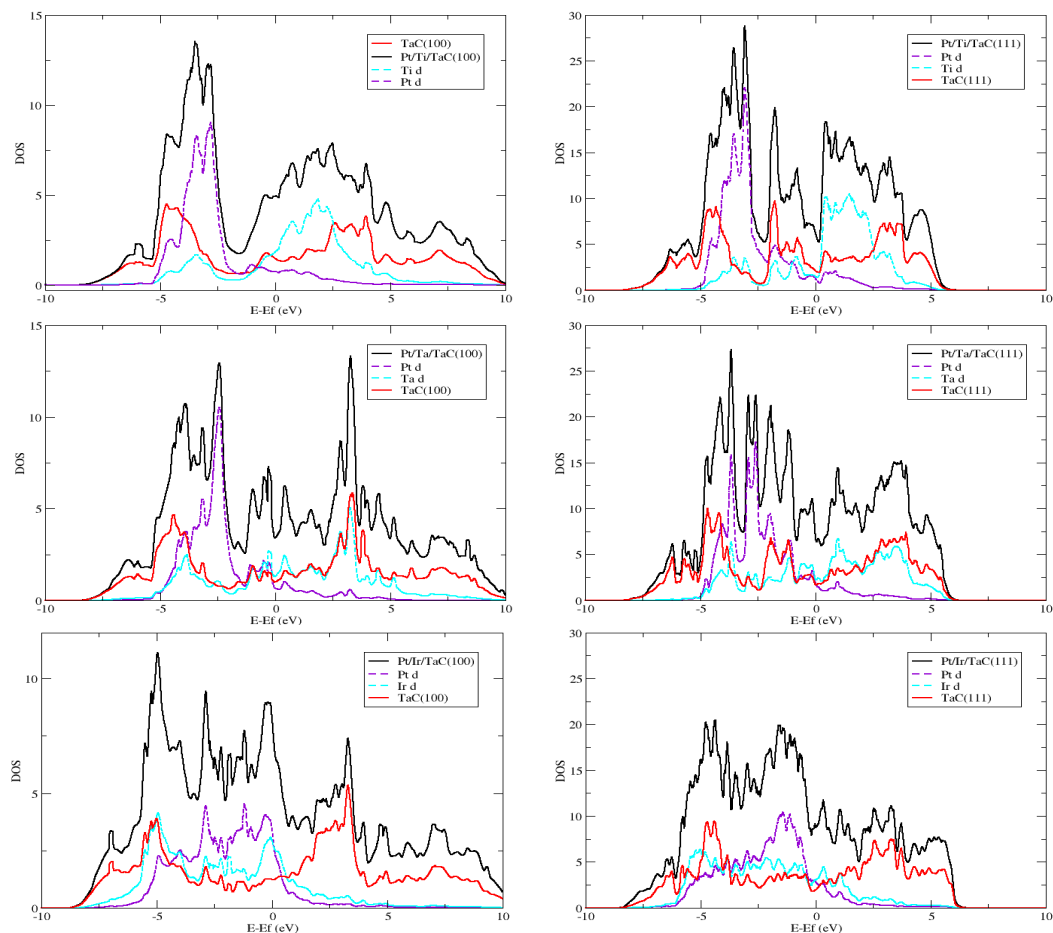 15
10
5
0
DOS
TaC(100)
Pt/Ti/TaC(100)
Ti d
Pt d
-10
-5
0
5
10
E-Ef (eV)
30
25
20
15
10
5
0
DOS
Pt/Ti/TaC(111)
Pt d
Ti d
TaC(111)
-10
-5
0
5
10
E-Ef (eV)
15
10
5
0
DOS
Pt/Ta/TaC(100)
Pt d
Ta d
TaC(100)
-10
-5
0
5
10
E-Ef (eV)
30
25
20
15
10
5
0
DOS
Pt/Ta/TaC(111)
Pt d
Ta d
TaC(111)
-10
-5
0
5
10
E-Ef (eV)
10
5
0
DOS
Pt/Ir/TaC(100)
Pt d
Ir d
TaC(100)
-10
-5
0
5
10
E-Ef (eV)
30
25
20
15
10
5
0
DOS
Pt/Ir/TaC(111)
Pt d
Ir d
TaC(111)
-10
-5
0
5
10
E-Ef (eV)